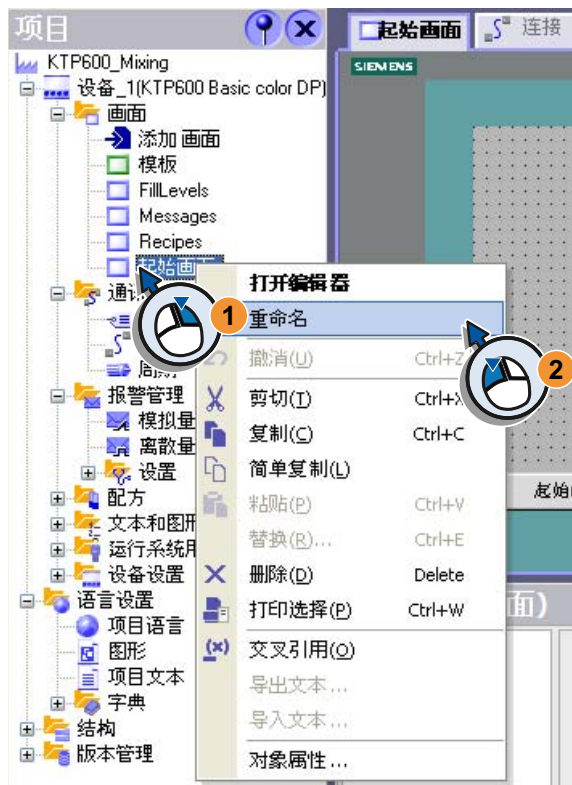 项目
KTP600_Mixing
设备_1(KTP600 Basic color DP)
画面
添加 画面
模板
FillLevels
Messages
Recipes
起始画面
通讯
周期
报警管理
模拟量
离散量
设置
配方
文本和图形
运行系统用
设备设置
语言设置
项目语言
图形
项目文本
字典
结构
版本管理
起始画面
连接
SIEMENS
起始
面)
打开编辑器
1
重命名
2
撤消(U) Ctrl+Z
剪切(T) Ctrl+X
复制(C) Ctrl+C
简单复制(L)
粘贴(P) Ctrl+V
替换(R)... Ctrl+E
删除(D) Delete
打印选择(P) Ctrl+W
交叉引用(O)
导出文本...
导入文本...
对象属性...